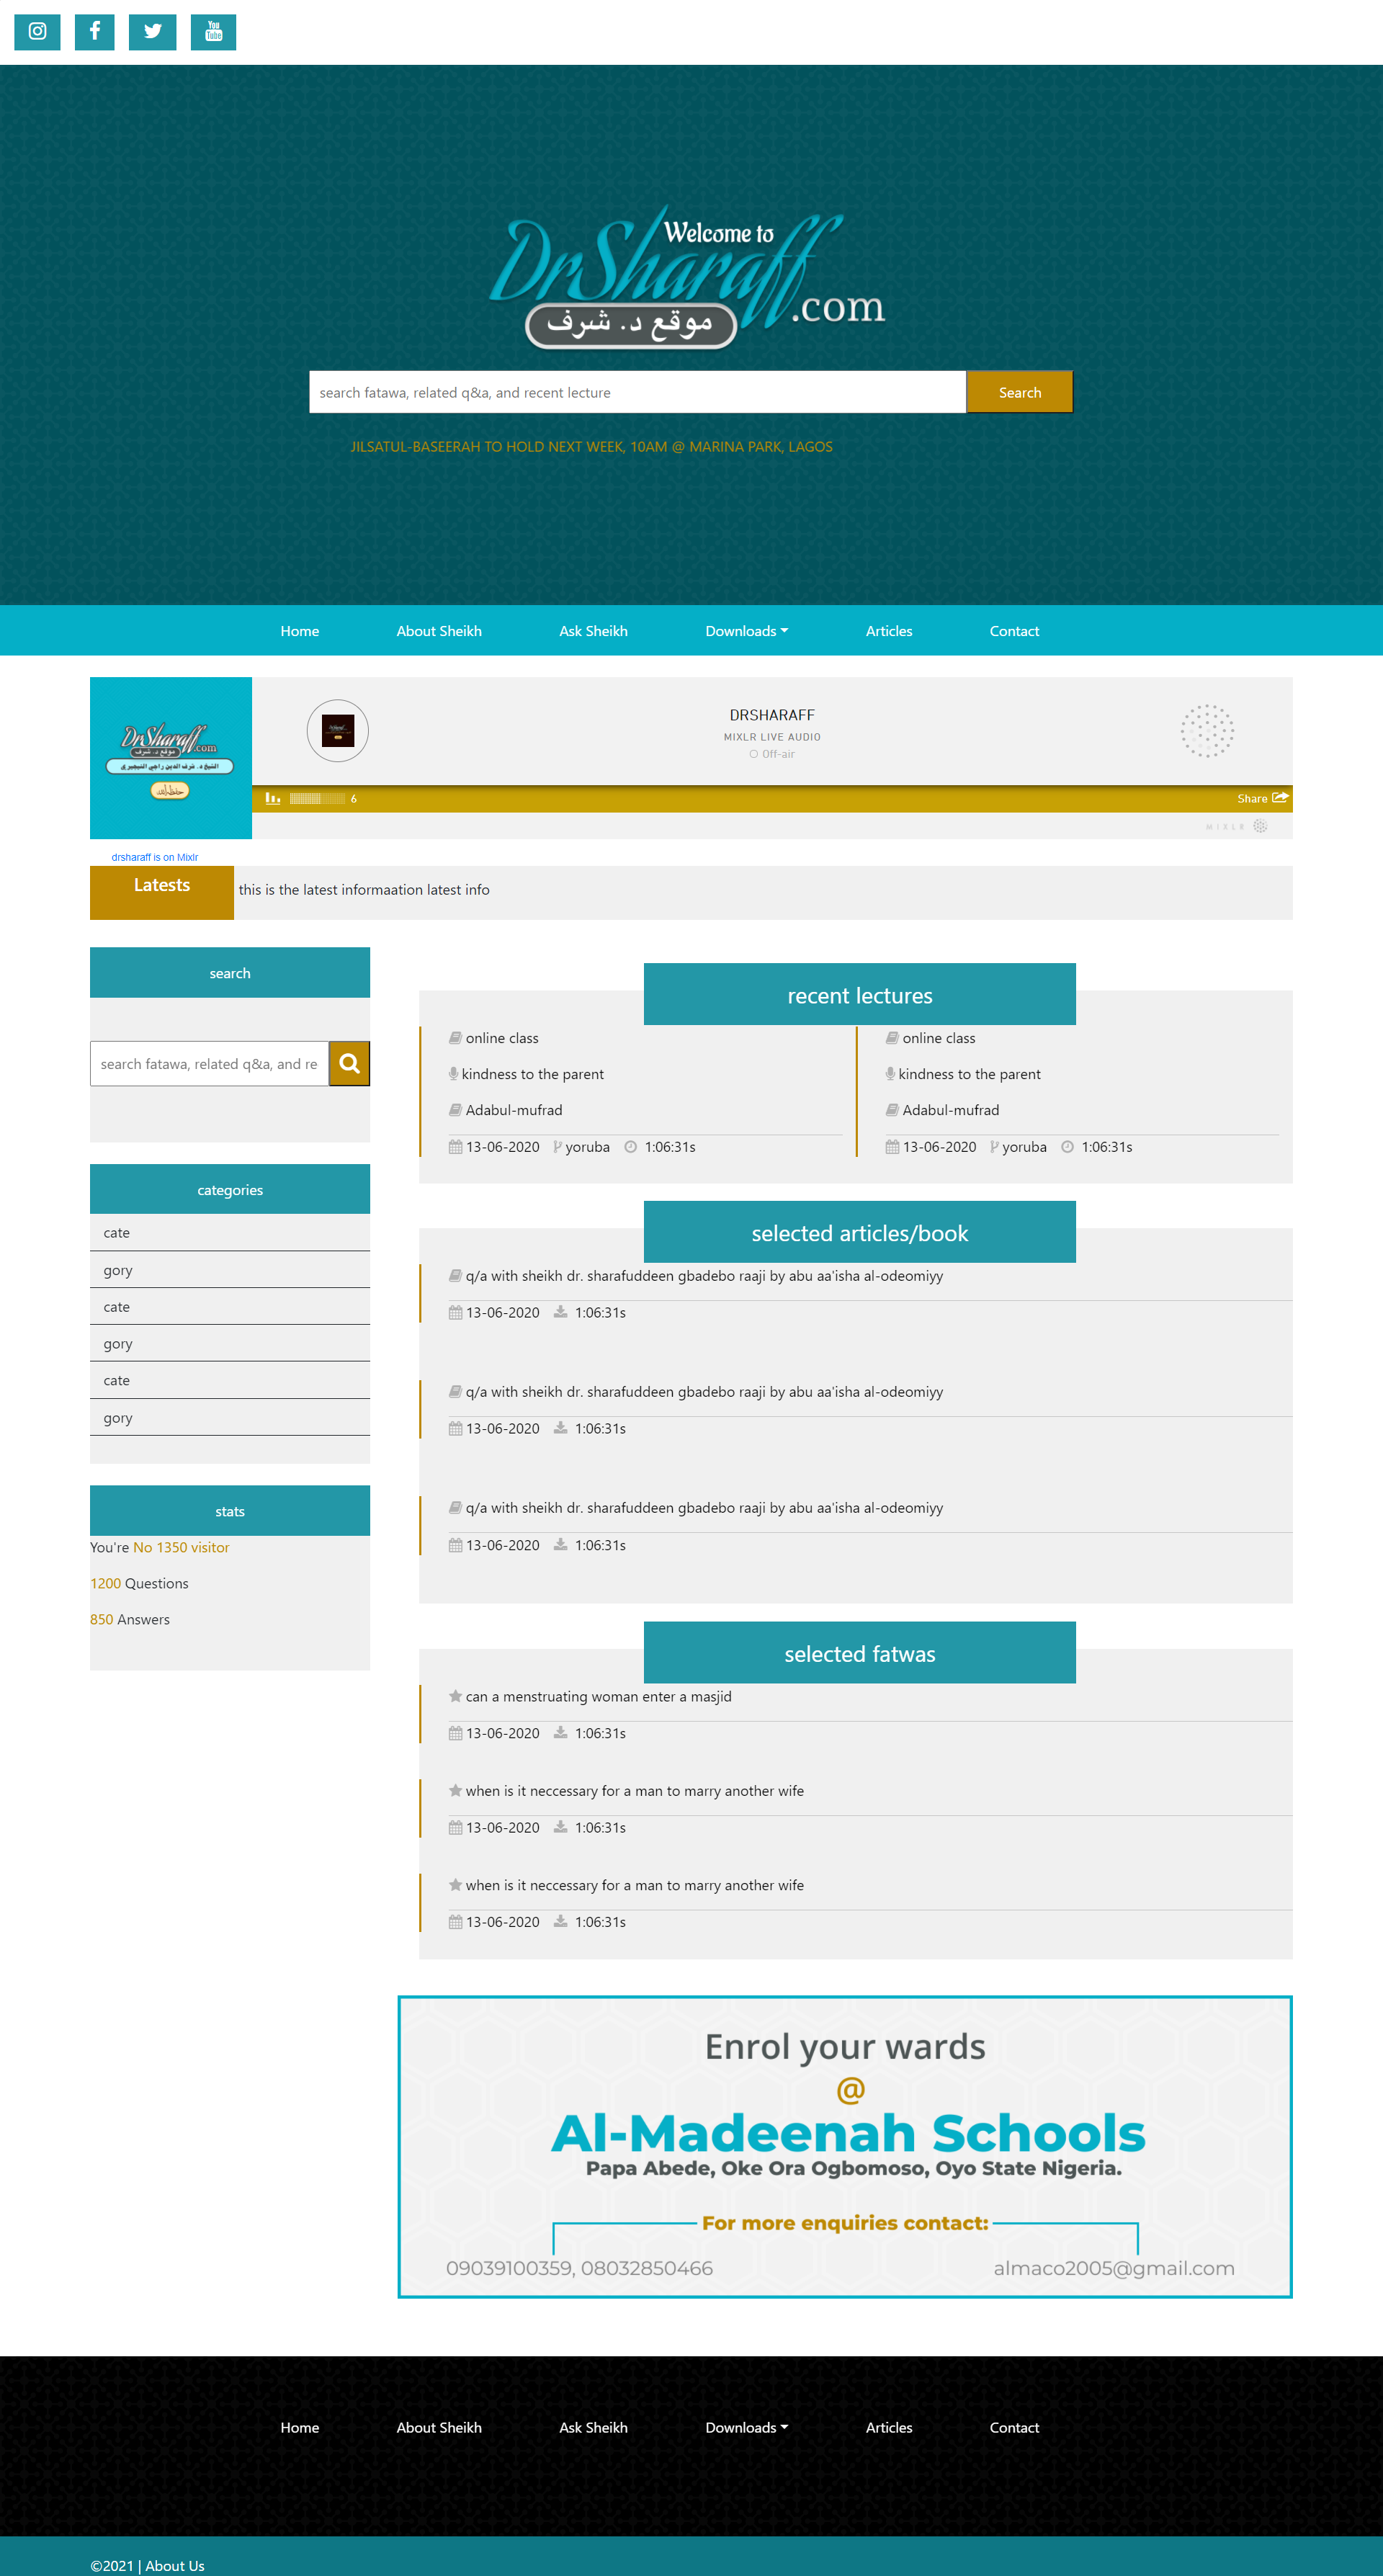 Welcome to
DrSharaff.com
موقع د. شرف
search fatawa, related q&a, and recent lecture
Search
JILSATUL-BASEERAH TO HOLD NEXT WEEK, 10AM @ MARINA PARK, LAGOS
Home About Sheikh Ask Sheikh Downloads Articles Contact
DrSharaff.com
موقع د. شرف
DRSHARAFF
MIXLR LIVE AUDIO
Off-air
6
Share
MIXLR
drsharaff is on Mixlr
Latests
this is the latest informaation latest info
search
search fatawa, related q&a, and re
categories
cate
gory
cate
gory
cate
gory
stats
You're No 1350 visitor
1200 Questions
850 Answers
recent lectures
online class
kindness to the parent
Adabul-mufrad
13-06-2020 yoruba 1:06:31s
online class
kindness to the parent
Adabul-mufrad
13-06-2020 yoruba 1:06:31s
selected articles/book
q/a with sheikh dr. sharafuddeen gbadebo raaji by abu aa'isha al-odeomiyy
13-06-2020 1:06:31s
q/a with sheikh dr. sharafuddeen gbadebo raaji by abu aa'isha al-odeomiyy
13-06-2020 1:06:31s
q/a with sheikh dr. sharafuddeen gbadebo raaji by abu aa'isha al-odeomiyy
13-06-2020 1:06:31s
selected fatwas
can a menstruating woman enter a masjid
13-06-2020 1:06:31s
when is it neccessary for a man to marry another wife
13-06-2020 1:06:31s
when is it neccessary for a man to marry another wife
13-06-2020 1:06:31s
Enrol your wards
@
Al-Madeenah Schools
Papa Abede, Oke Ora Ogbomoso, Oyo State Nigeria.
For more enquiries contact:
09039100359, 08032850466 almaco2005@gmail.com
Home About Sheikh Ask Sheikh Downloads Articles Contact
©2021 | About Us